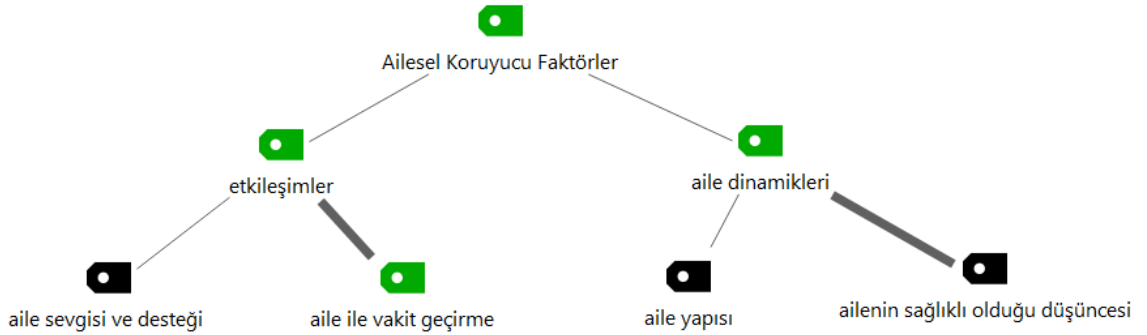 Ailesel Koruyucu Faktörler
etkileşimler
aile dinamikleri
aile sevgisi ve desteği
aile ile vakit geçirme
aile yapısı
ailenin sağlıklı olduğu düşüncesi